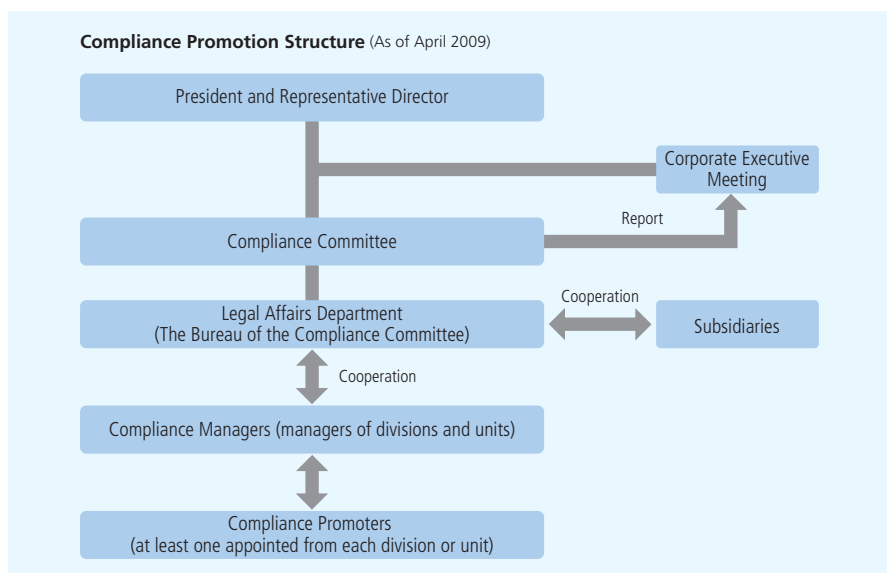 Compliance Promotion Structure (As of April 2009)
President and Representative Director
Corporate Executive
Meeting
Report
Compliance Committee
Cooperation
Legal Affairs Department
(The Bureau of the Compliance Committee)
Subsidiaries
Cooperation
Compliance Managers (managers of divisions and units)
Compliance Promoters
(at least one appointed from each division or unit)